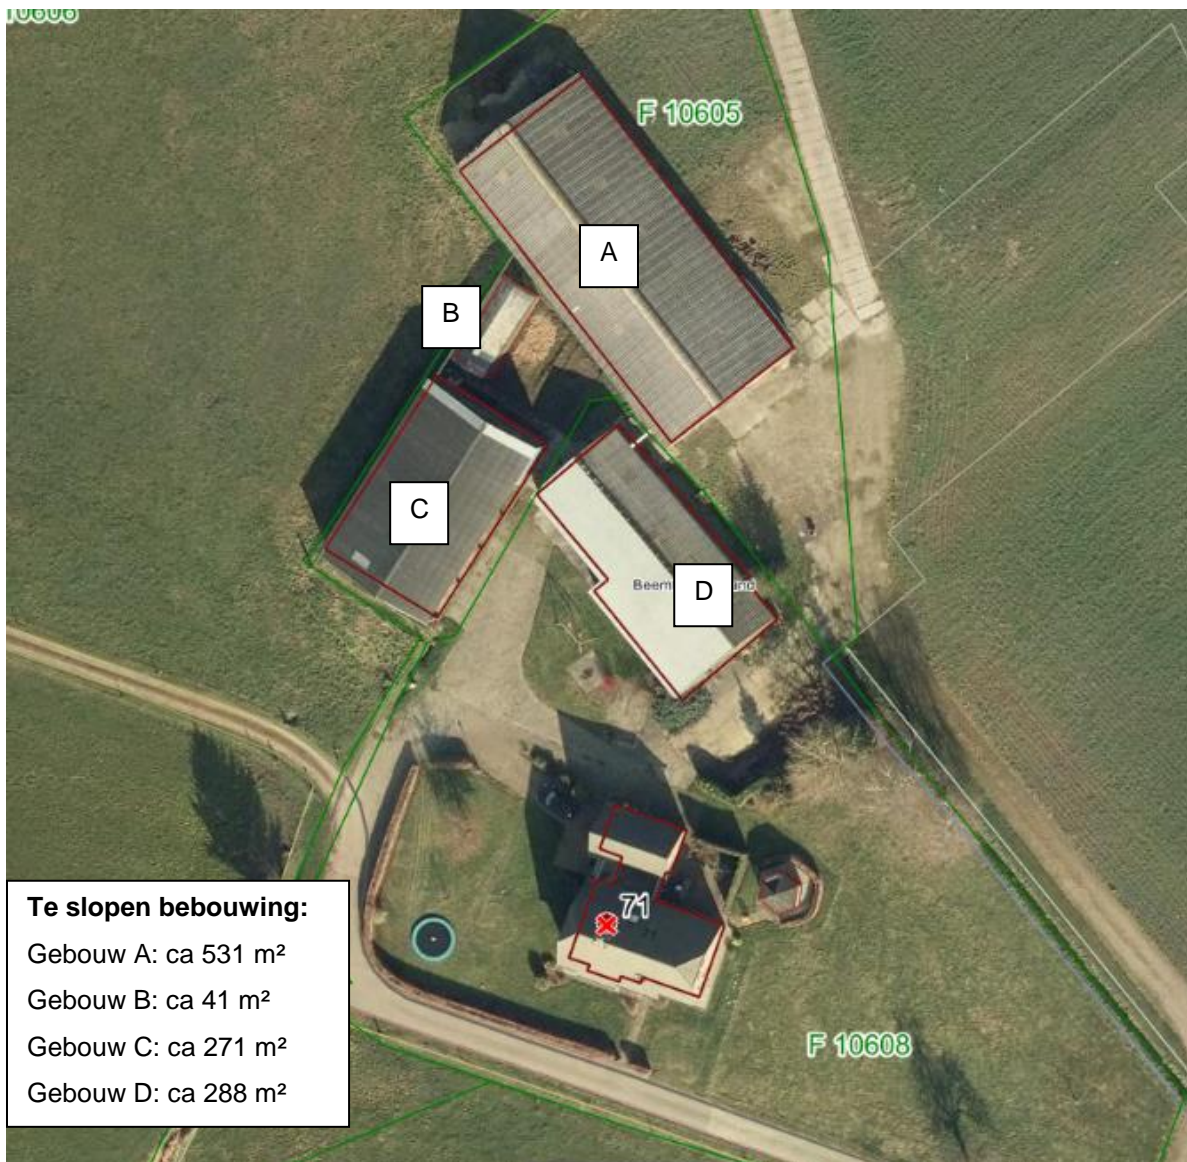 F 10605
A
B
C
D
71
Te slopen bebouwing:
Gebouw A: ca 531 m²
Gebouw B: ca 41 m²
Gebouw C: ca 271 m²
Gebouw D: ca 288 m²
F 10608